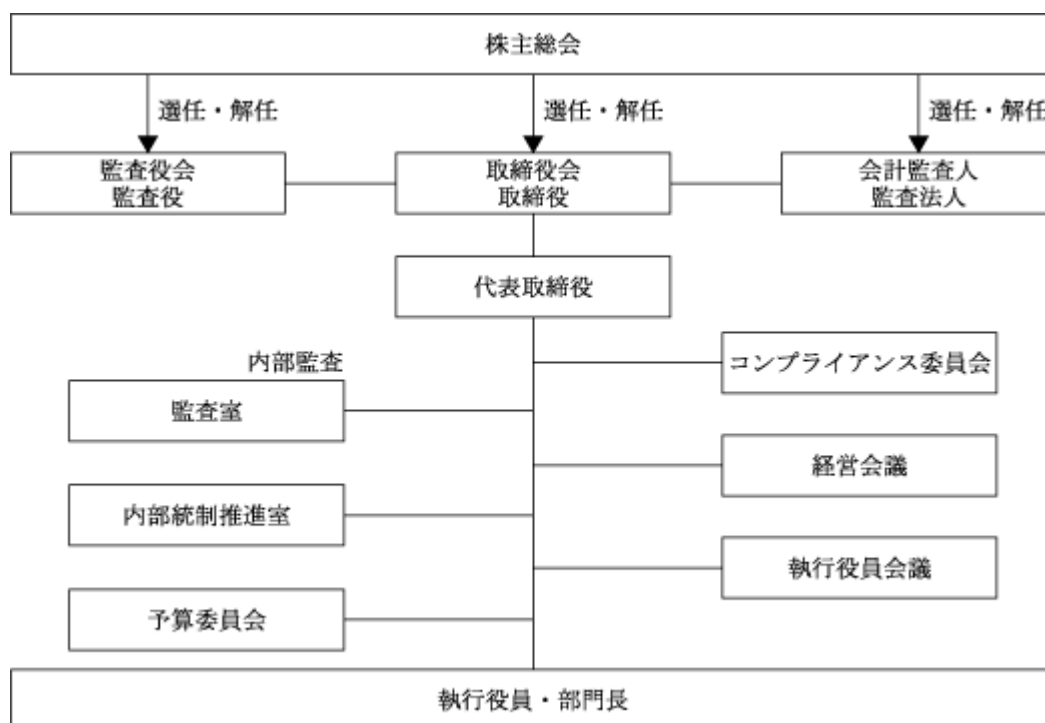 株主総会
選任・解任
選任・解任
選任・解任
監査役会
監査役
取締役会
取締役
会計監査人
監査法人
代表取締役
コンプライアンス委員会
内部監査
監査室
経営会議
内部統制推進室
執行役員会議
予算委員会
執行役員・部門長